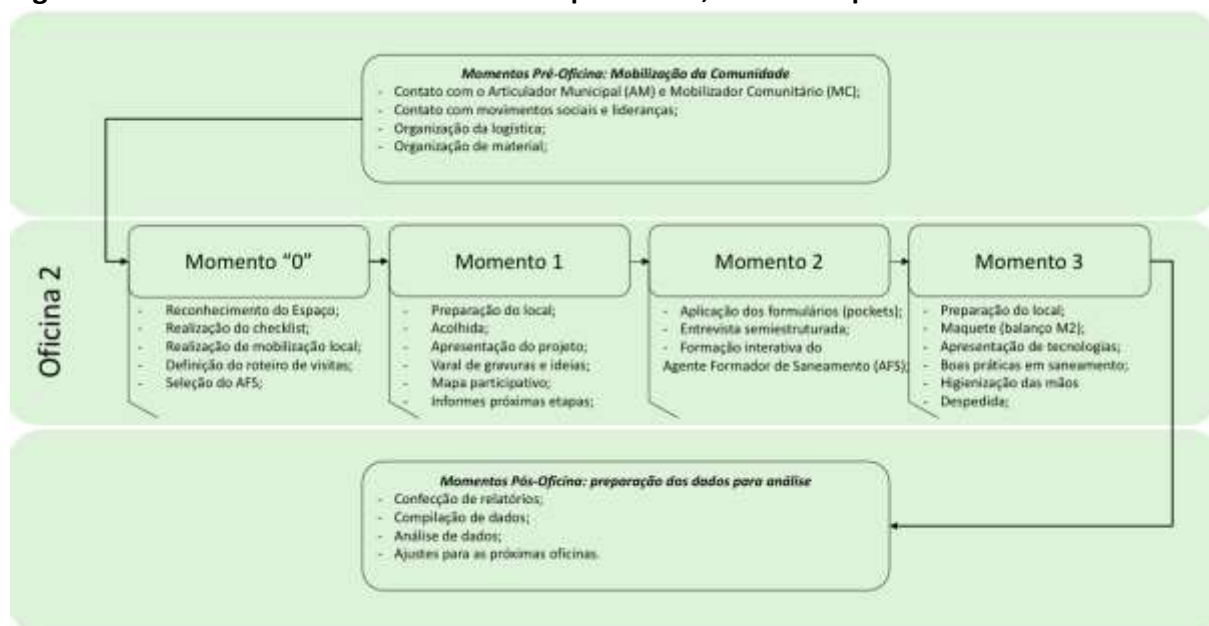 Momentos Pré-Oficina: Mobilização da Comunidade
- Contato com o Articulador Municipal (AM) e Mobilizador Comunitário (MC);
- Contato com movimentos sociais e lideranças;
- Organização da logística;
- Organização de material;
Oficina 2
Momento "0"
- Reconhecimento do Espaço;
- Realização do checklist;
- Realização de mobilização local;
- Definição do roteiro de visitas;
- Seleção do AFS;
Momento 1
- Preparação do local;
- Acolhida;
- Apresentação do projeto;
- Varal de gravuras e ideias;
- Mapa participativo;
- Informes próximas etapas;
Momento 2
- Aplicação dos formulários (pockets);
- Entrevista semiestruturada;
- Formação interativa do
Agente Formador de Saneamento (AFS);
Momento 3
- Preparação do local;
- Maquete (balanço M2);
- Apresentação de tecnologias;
- Boas práticas em saneamento;
- Higienização das mãos
- Despedida;
Momentos Pós-Oficina: preparação dos dados para análise
- Confecção de relatórios;
- Compilação de dados;
- Análise de dados;
- Ajustes para as próximas oficinas.